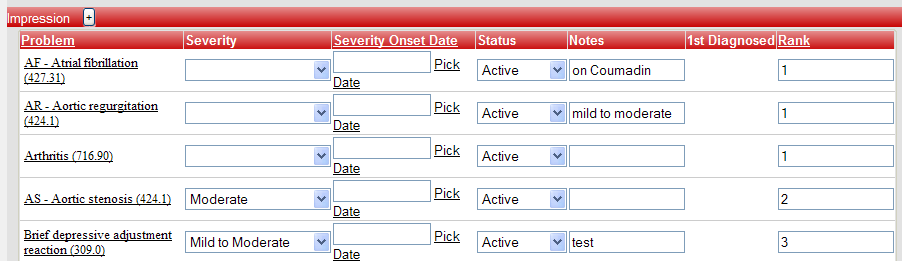 Impression +
Problem Severity Severity Onset Date Status Notes 1st Diagnosed Rank
AF - Atrial fibrillation (427.31) Pick Date Active on Coumadin 1
AR - Aortic regurgitation (424.1) Pick Date Active mild to moderate 1
Arthritis (716.90) Pick Date Active 1
AS - Aortic stenosis (424.1) Moderate Pick Date Active 2
Brief depressive adjustment reaction (309.0) Mild to Moderate Pick Date Active test 3